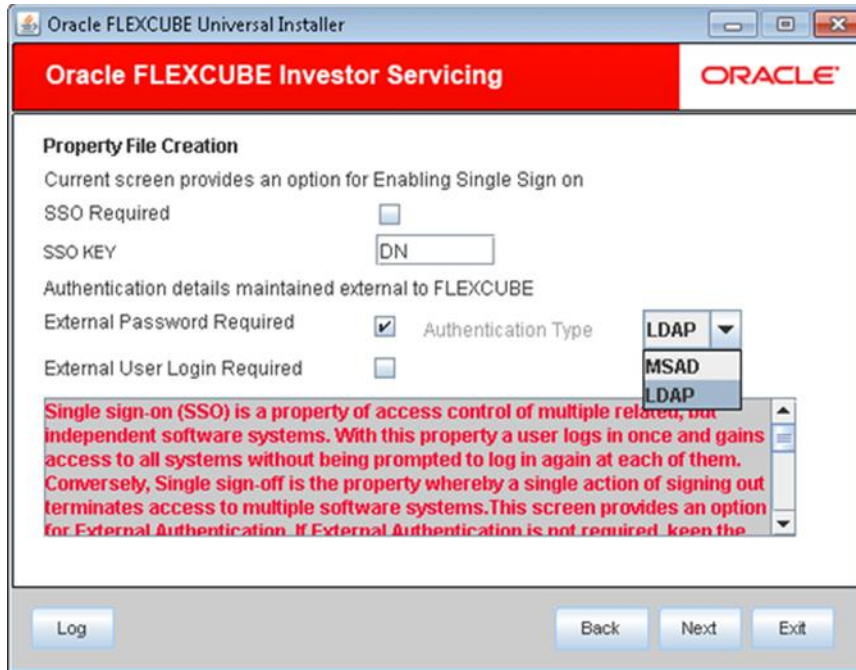 Oracle FLEXCUBE Universal Installer
Oracle FLEXCUBE Investor Servicing
ORACLE
Property File Creation
Current screen provides an option for Enabling Single Sign on
SSO Required
SSO KEY DN
Authentication details maintained external to FLEXCUBE
External Password Required Authentication Type LDAP
MSAD
External User Login Required
LDAP
Single sign-on (SSO) is a property of access control of multiple related, but
independent software systems. With this property a user logs in once and gains
access to all systems without being prompted to log in again at each of them.
Conversely, Single sign-off is the property whereby a single action of signing out
terminates access to multiple software systems.This screen provides an option
for External Authentication. If External Authentication is not required, keep the
Log Back Next Exit